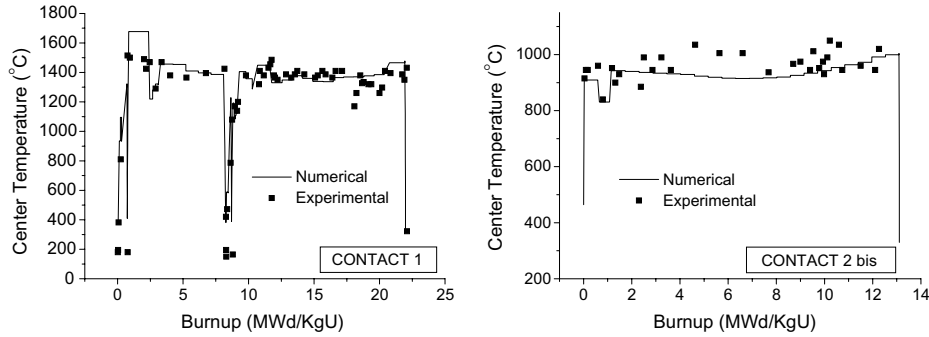 Center Temperature (°C)
1800
1600
1400
1200
1000
800
600
400
200
0
Numerical
Experimental
CONTACT 1
0 5 10 15 20 25
Burnup (MWd/KgU)
Center Temperature (°C)
1000
800
600
400
200
Numerical
Experimental
CONTACT 2 bis
0 2 4 6 8 10 12 14
Burnup (MWd/KgU)